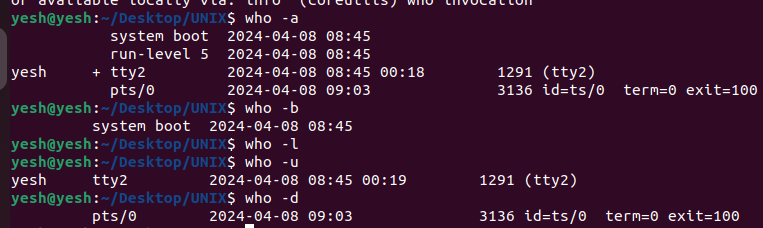 or available locally via: info '(coreutils) who invocation'
yesh@yesh:~/Desktop/UNIX$ who -a
system boot 2024-04-08 08:45
run-level 5 2024-04-08 08:45
yesh + tty2 2024-04-08 08:45 00:18 1291 (tty2)
pts/0 2024-04-08 09:03 3136 id=ts/0 term=0 exit=100
yesh@yesh:~/Desktop/UNIX$ who -b
system boot 2024-04-08 08:45
yesh@yesh:~/Desktop/UNIX$ who -l
yesh@yesh:~/Desktop/UNIX$ who -u
yesh tty2 2024-04-08 08:45 00:19 1291 (tty2)
yesh@yesh:~/Desktop/UNIX$ who -d
pts/0 2024-04-08 09:03 3136 id=ts/0 term=0 exit=100